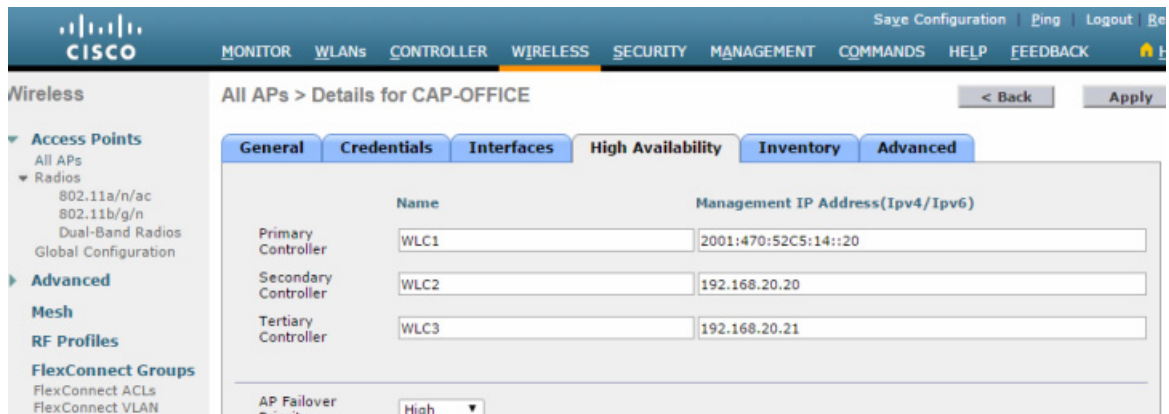 Save Configuration | Ping | Logout | Re
CISCO MONITOR WLANs CONTROLLER WIRELESS SECURITY MANAGEMENT COMMANDS HELP FEEDBACK
Wireless
All APs > Details for CAP-OFFICE
< Back Apply
Access Points
All APs
Radios
802.11a/n/ac
802.11b/g/n
Dual-Band Radios
Global Configuration
Advanced
Mesh
RF Profiles
FlexConnect Groups
FlexConnect ACLs
FlexConnect VLAN
General Credentials Interfaces High Availability Inventory Advanced
Name Management IP Address(Ipv4/Ipv6)
Primary
Controller
WLC1 2001:470:52C5:14::20
Secondary
Controller
WLC2 192.168.20.20
Tertiary
Controller
WLC3 192.168.20.21
AP Failover
High